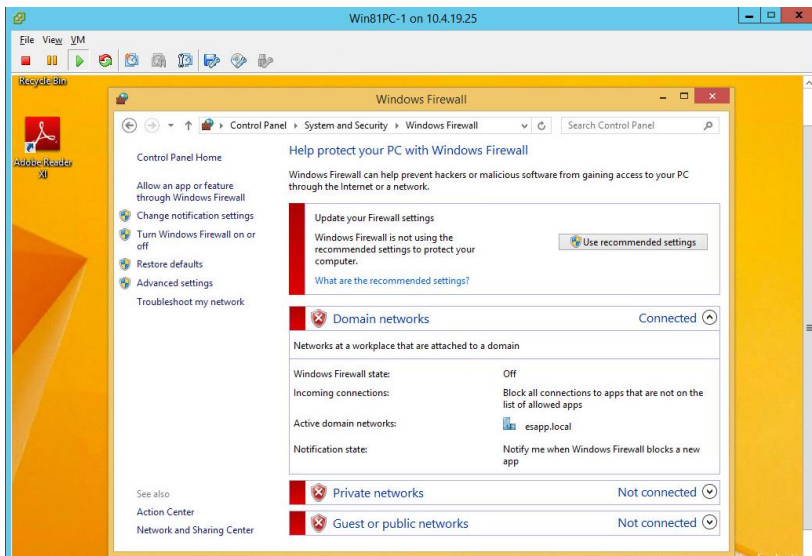 Win81PC-1 on 10.4.19.25
File View VM
Recycle Bin
Adobe Reader
XI
Windows Firewall
Control Panel
System and Security
Windows Firewall
Search Control Panel
Control Panel Home
Allow an app or feature
through Windows Firewall
Change notification settings
Turn Windows Firewall on or
off
Restore defaults
Advanced settings
Troubleshoot my network
See also
Action Center
Network and Sharing Center
Help protect your PC with Windows Firewall
Windows Firewall can help prevent hackers or malicious software from gaining access to your PC
through the Internet or a network.
Update your Firewall settings
Windows Firewall is not using the
recommended settings to protect your
computer.
Use recommended settings
What are the recommended settings?
Domain networks Connected
Networks at a workplace that are attached to a domain
Windows Firewall state: Off
Incoming connections: Block all connections to apps that are not on the
list of allowed apps
Active domain networks: esapp.local
Notification state: Notify me when Windows Firewall blocks a new
app
Private networks Not connected
Guest or public networks Not connected